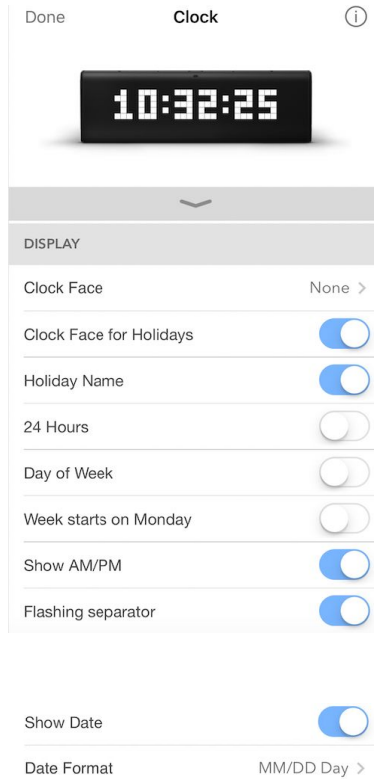 Done Clock i
10:32:25
DISPLAY
Clock Face None >
Clock Face for Holidays
Holiday Name
24 Hours
Day of Week
Week starts on Monday
Show AM/PM
Flashing separator
Show Date
Date Format MM/DD Day >